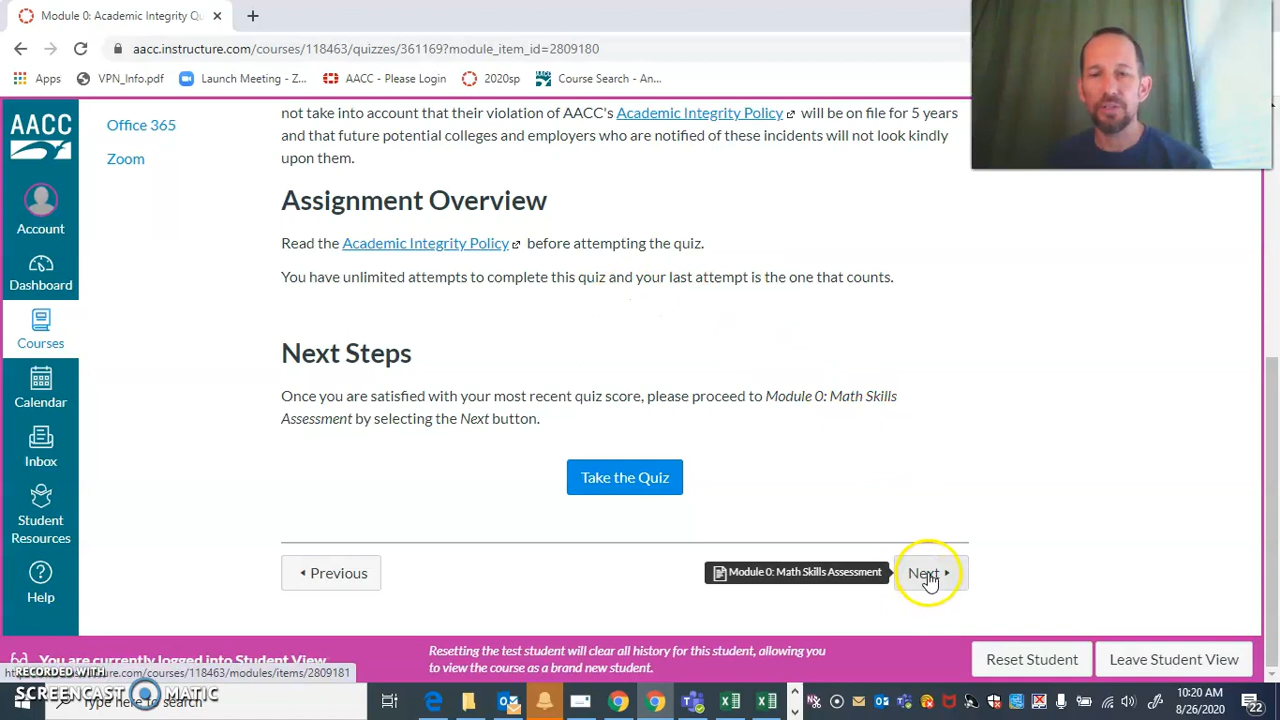 Module 0: Academic Integrity Qu
aacc.instructure.com/courses/118463/quizzes/361169?module_item_id=2809180
Apps
VPN_Info.pdf
Launch Meeting - Z...
AACC - Please Login
2020sp
Course Search - An...
AACC
Account
Dashboard
Courses
Calendar
Inbox
Student
Resources
Help
Office 365
Zoom
not take into account that their violation of AACC's Academic Integrity Policy will be on file for 5 years
and that future potential colleges and employers who are notified of these incidents will not look kindly
upon them.
Assignment Overview
Read the Academic Integrity Policy before attempting the quiz.
You have unlimited attempts to complete this quiz and your last attempt is the one that counts.
Next Steps
Once you are satisfied with your most recent quiz score, please proceed to Module 0: Math Skills
Assessment by selecting the Next button.
Take the Quiz
Previous
Module 0: Math Skills Assessment
Next
You are currently logged into Student View
Resetting the test student will clear all history for this student, allowing you
to view the course as a brand new student.
Reset Student
Leave Student View
RECORDED WITH
SCREENCAST MATIC
ure.com/courses/118463/modules/items/2809181
Type here to search
10:20 AM
8/26/2020
22